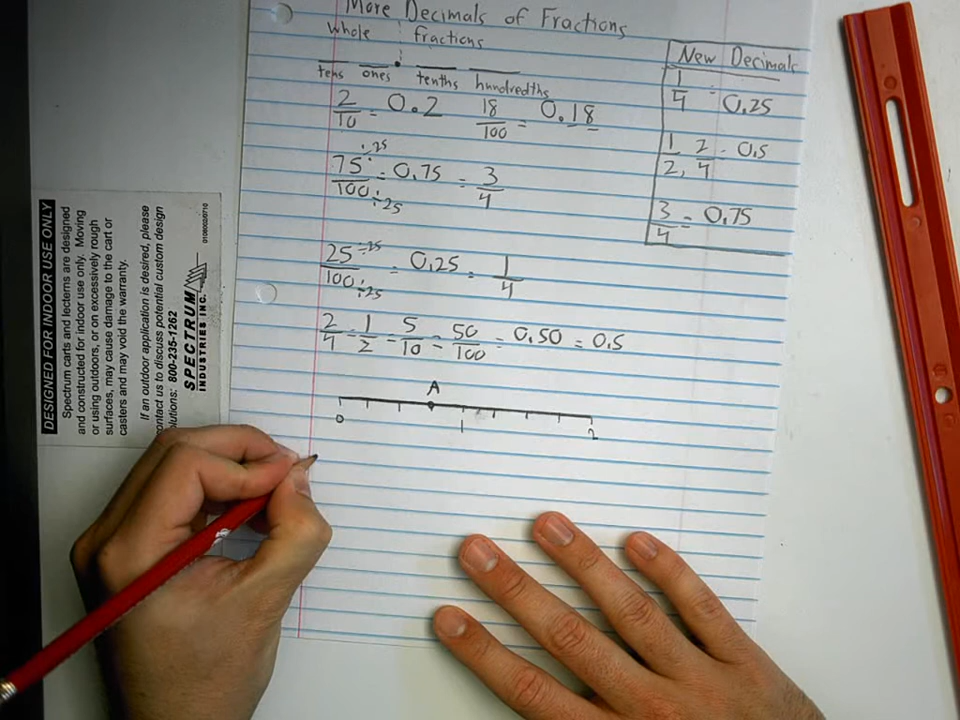 More Decimals of Fractions
whole fractions
tens ones . tenths hundredths
2/10 = 0.2 18/100 = 0.18
75/100 ÷25 ÷25 = 0.75 = 3/4
25/100 ÷25 ÷25 = 0.25 = 1/4
2/4 = 1/2 = 5/10 = 50/100 = 0.50 = 0.5
A
0 1 2
New Decimals
1/4 = 0.25
1/2, 2/4 = 0.5
3/4 = 0.75
DESIGNED FOR INDOOR USE ONLY
Spectrum carts and lecterns are designed
and constructed for indoor use only. Moving
or using outdoors, or on excessively rough
surfaces, may cause damage to the cart or
casters and may void the warranty.
If an outdoor application is desired, please
contact us to discuss potential custom design
solutions: 800-235-1262
SPECTRUM
INDUSTRIES INC.